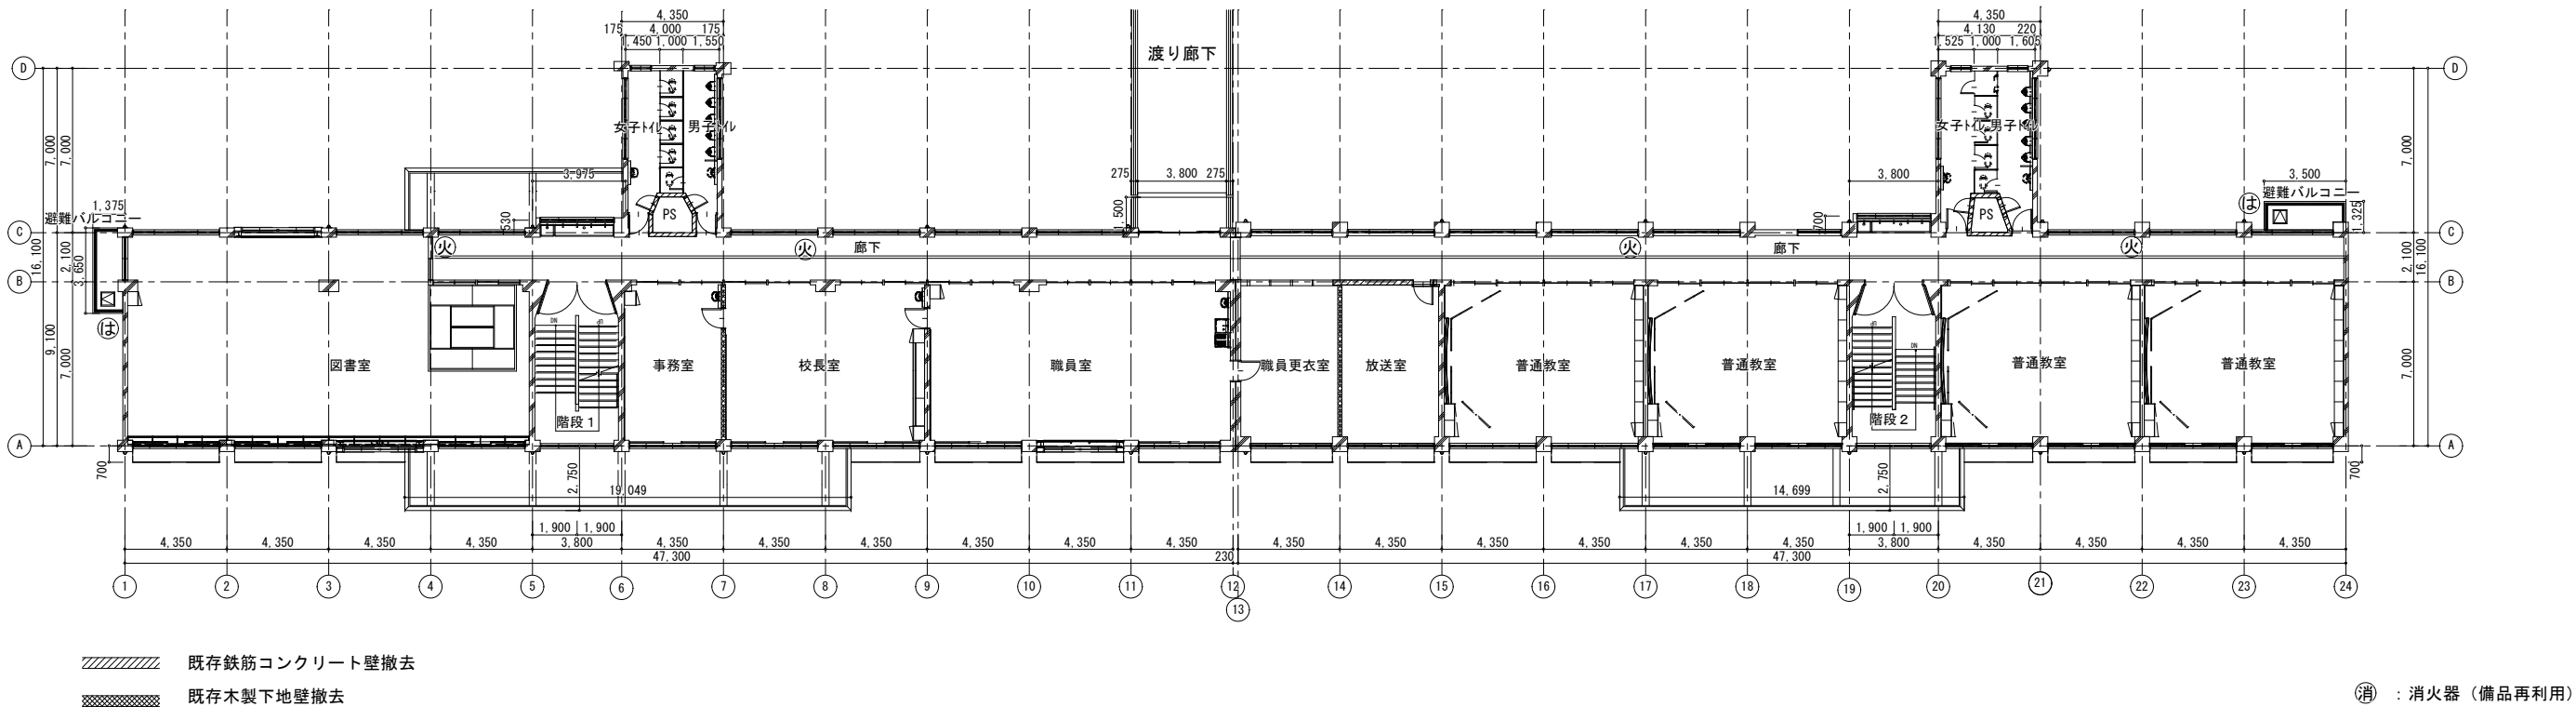 4,350
175 4,000 175
1,450 1,000 1,550
渡り廊下
4,350
4,130 220
1,525 1,000 1,605
D
D
女子トイレ 男子トイレ
女子トイレ 男子トイレ
7,000
7,000
7,000
7,000
3,975
275 3,800 275
3,800
3,500
1,375
避難バルコニー
避難バルコニー
は
1,325
530
PS
1,500
700
PS
C
C
火
火
廊下
火
廊下
火
16,100
2,100
3,650
2,100
16,100
B
B
は
DN
UP
UP
DN
9,100
7,000
7,000
図書室
事務室
校長室
職員室
職員更衣室
放送室
普通教室
普通教室
普通教室
普通教室
階段1
階段2
A
A
700
2,750
2,750
700
19,049
14,699
1,900 1,900
1,900 1,900
4,350 4,350 4,350 4,350 3,800 4,350 4,350 4,350 4,350 4,350 4,350 4,350 4,350 4,350 4,350 4,350 3,800 4,350 4,350 4,350 4,350
47,300 230 47,300
1 2 3 4 5 6 7 8 9 10 11 12 14 15 16 17 18 19 20 21 22 23 24
13
既存鉄筋コンクリート壁撤去
既存木製下地壁撤去
消 ：消火器（備品再利用）